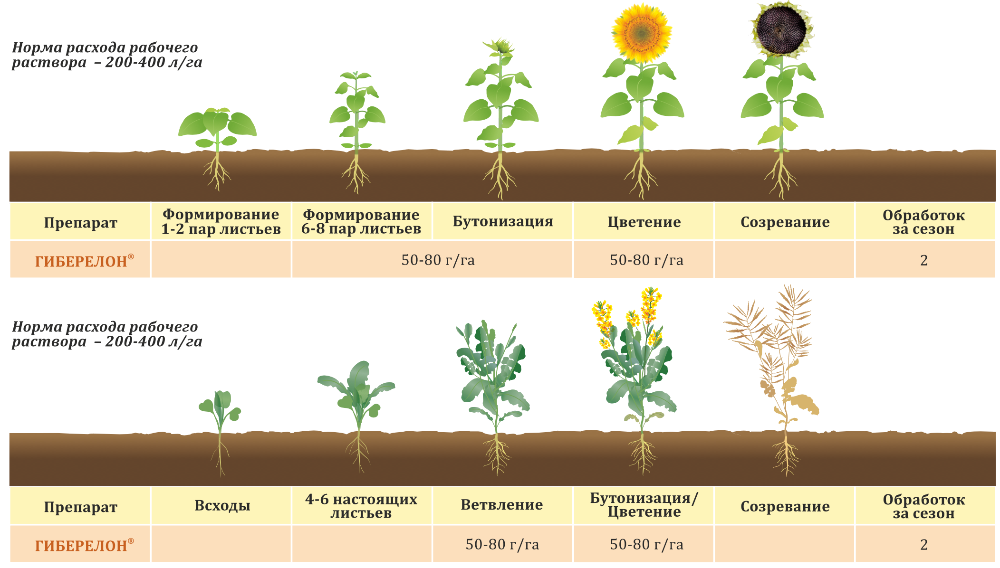 Норма расхода рабочего
раствора – 200-400 л/га
Препарат
Формирование
1-2 пар листьев
Формирование
6-8 пар листьев
Бутонизация
Цветение
Созревание
Обработок
за сезон
ГИБЕРЕЛОН®
50-80 г/га
50-80 г/га
2
Норма расхода рабочего
раствора – 200-400 л/га
Препарат
Всходы
4-6 настоящих
листьев
Ветвление
Бутонизация/
Цветение
Созревание
Обработок
за сезон
ГИБЕРЕЛОН®
50-80 г/га
50-80 г/га
2